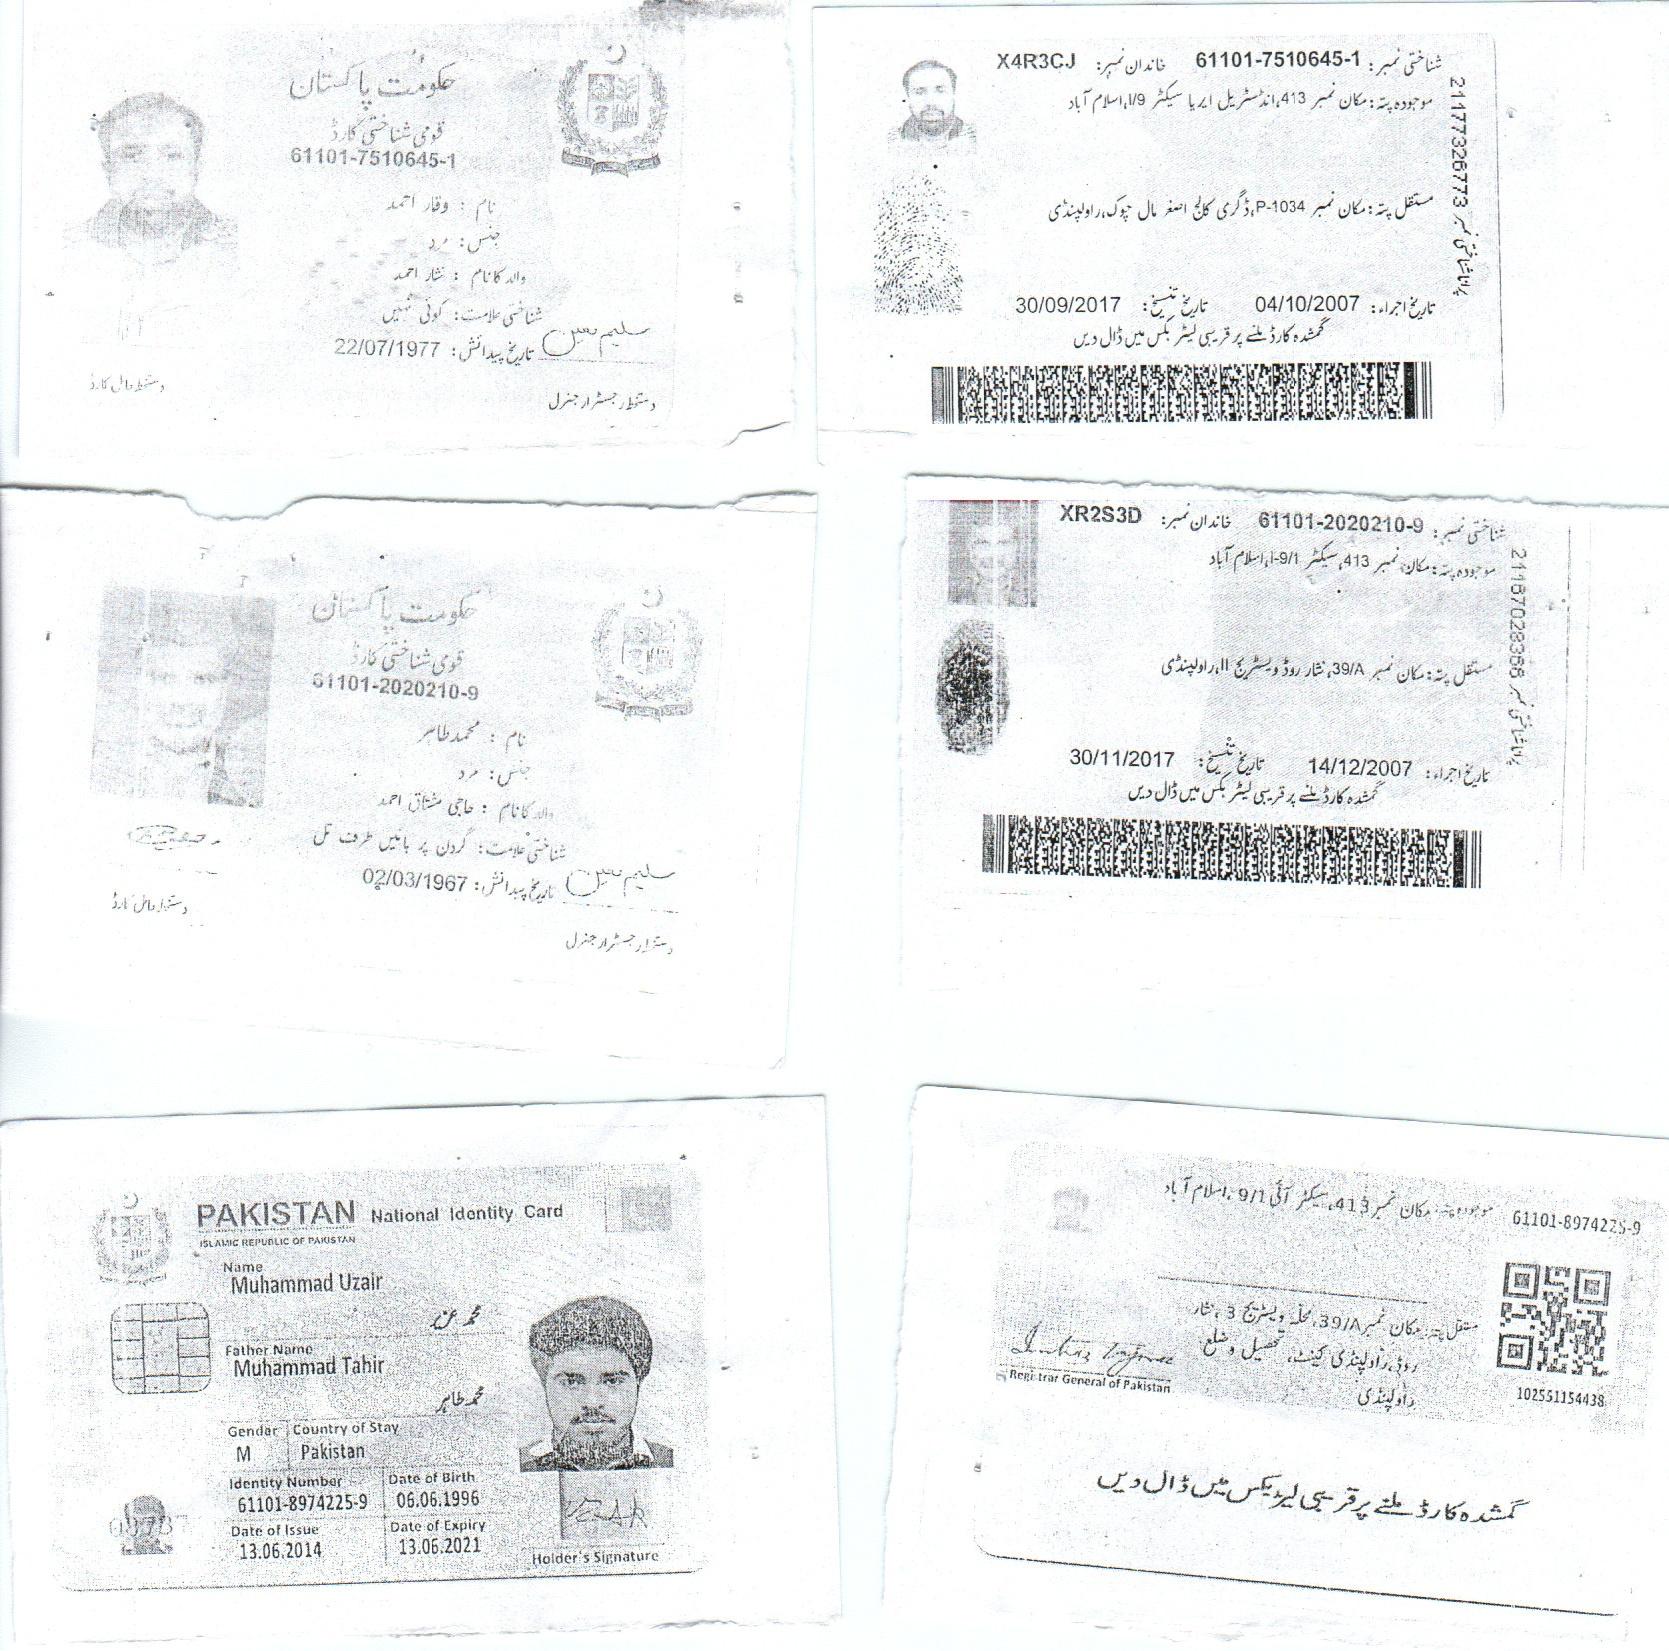 حکومت پاکستان
قومی شناختی کارڈ
61101-7510645-1
نام : وقار احمد
جنس: مرد
والد کا نام : نثار احمد
شناختی علامت: کوئی نہیں
تاریخ پیدائش: 22/07/1977
دستخط حامل کارڈ
دستخط رجسٹرار جنرل
شناختی نمبر: 61101-7510645-1 خاندان نمبر: X4R3CJ
موجودہ پتہ: مکان نمبر 413، انڈسٹریل ایریا سیکٹر I/9، اسلام آباد
مستقل پتہ: مکان نمبر P-1034، ڈگری کالج اصغر مال چوک، راولپنڈی
تاریخ اجراء: 04/10/2007 تاریخ تنسیخ: 30/09/2017
گمشدہ کارڈ ملنے پر قریبی لیٹر بکس میں ڈال دیں
پرانا شناختی نمبر 21177326773
حکومت پاکستان
قومی شناختی کارڈ
61101-2020210-9
نام : محمد طاہر
جنس: مرد
والد کا نام : حاجی مشتاق احمد
شناختی علامت: گردن پر بائیں طرف تل
تاریخ پیدائش: 02/03/1967
دستخط حامل کارڈ
دستخط رجسٹرار جنرل
شناختی نمبر: 61101-2020210-9 خاندان نمبر: XR2S3D
موجودہ پتہ: مکان نمبر 413، سیکٹر I-9/1، اسلام آباد
مستقل پتہ: مکان نمبر 39/A، نثار روڈ ویسٹریج II، راولپنڈی
تاریخ اجراء: 14/12/2007 تاریخ تنسیخ: 30/11/2017
گمشدہ کارڈ ملنے پر قریبی لیٹر بکس میں ڈال دیں
پرانا شناختی نمبر
PAKISTAN National Identity Card
ISLAMIC REPUBLIC OF PAKISTAN
Name
Muhammad Uzair
محمد عزیر
Father Name
Muhammad Tahir
محمد طاہر
Gender Country of Stay
M Pakistan
Identity Number Date of Birth
61101-8974225-9 06.06.1996
Date of Issue Date of Expiry
13.06.2014 13.06.2021
Holder's Signature
61101-8974225-9
موجودہ پتہ: مکان نمبر 413، سیکٹر آئی 9/1، اسلام آباد
مستقل پتہ: مکان نمبر 39/A، محلہ ویسٹریج 3، نثار
روڈ، راولپنڈی کینٹ، تحصیل و ضلع
راولپنڈی
Registrar General of Pakistan
102551154438
گمشدہ کارڈ ملنے پر قریبی لیٹر بکس میں ڈال دیں